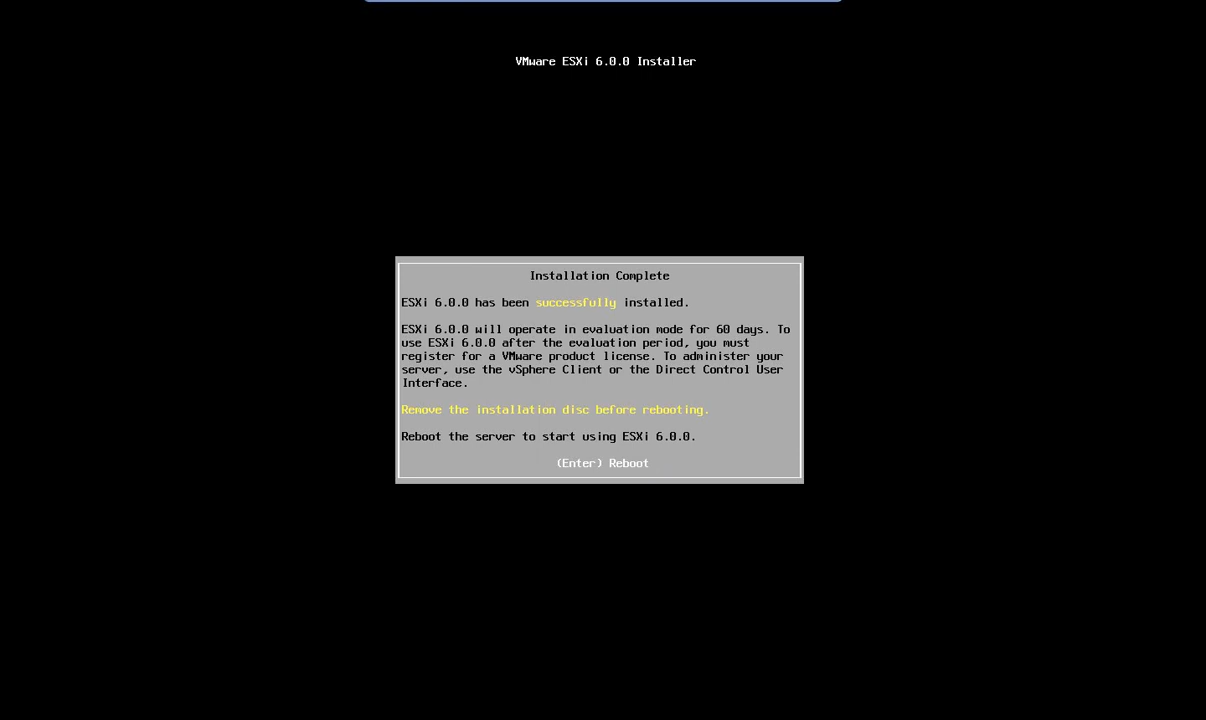 VMware ESXi 6.0.0 Installer
Installation Complete
ESXi 6.0.0 has been successfully installed.
ESXi 6.0.0 will operate in evaluation mode for 60 days. To
use ESXi 6.0.0 after the evaluation period, you must
register for a VMware product license. To administer your
server, use the vSphere Client or the Direct Control User
Interface.
Remove the installation disc before rebooting.
Reboot the server to start using ESXi 6.0.0.
(Enter) Reboot